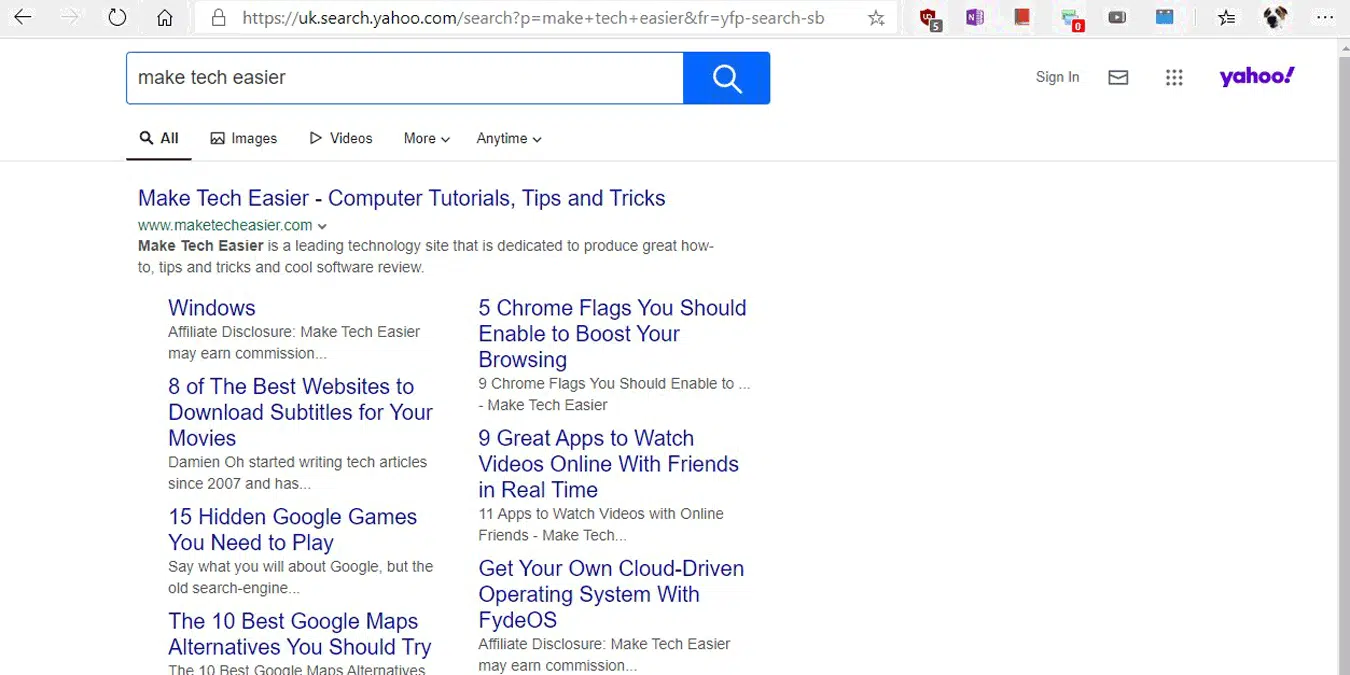 https://uk.search.yahoo.com/search?p=make+tech+easier&fr=yfp-search-sb
5
0
make tech easier
Sign In
yahoo!
All
Images
Videos
More
Anytime
Make Tech Easier - Computer Tutorials, Tips and Tricks
www.maketecheasier.com
Make Tech Easier is a leading technology site that is dedicated to produce great how-
to, tips and tricks and cool software review.
Windows
Affiliate Disclosure: Make Tech Easier
may earn commission...
8 of The Best Websites to
Download Subtitles for Your
Movies
Damien Oh started writing tech articles
since 2007 and has...
15 Hidden Google Games
You Need to Play
Say what you will about Google, but the
old search-engine...
The 10 Best Google Maps
Alternatives You Should Try
The 10 Best Google Maps Alternatives
5 Chrome Flags You Should
Enable to Boost Your
Browsing
9 Chrome Flags You Should Enable to ...
- Make Tech Easier
9 Great Apps to Watch
Videos Online With Friends
in Real Time
11 Apps to Watch Videos with Online
Friends - Make Tech...
Get Your Own Cloud-Driven
Operating System With
FydeOS
Affiliate Disclosure: Make Tech Easier
may earn commission...